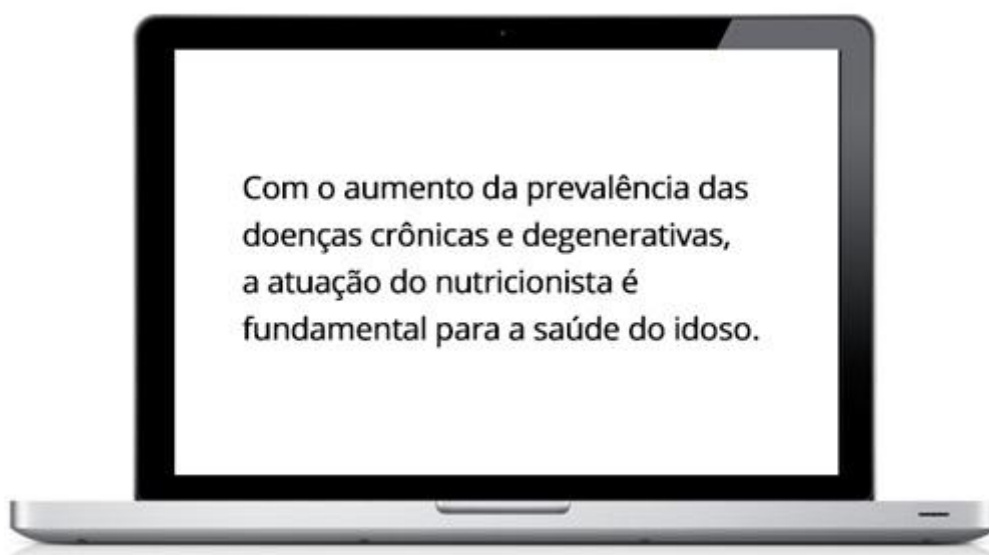 Com o aumento da prevalência das
doenças crônicas e degenerativas,
a atuação do nutricionista é
fundamental para a saúde do idoso.